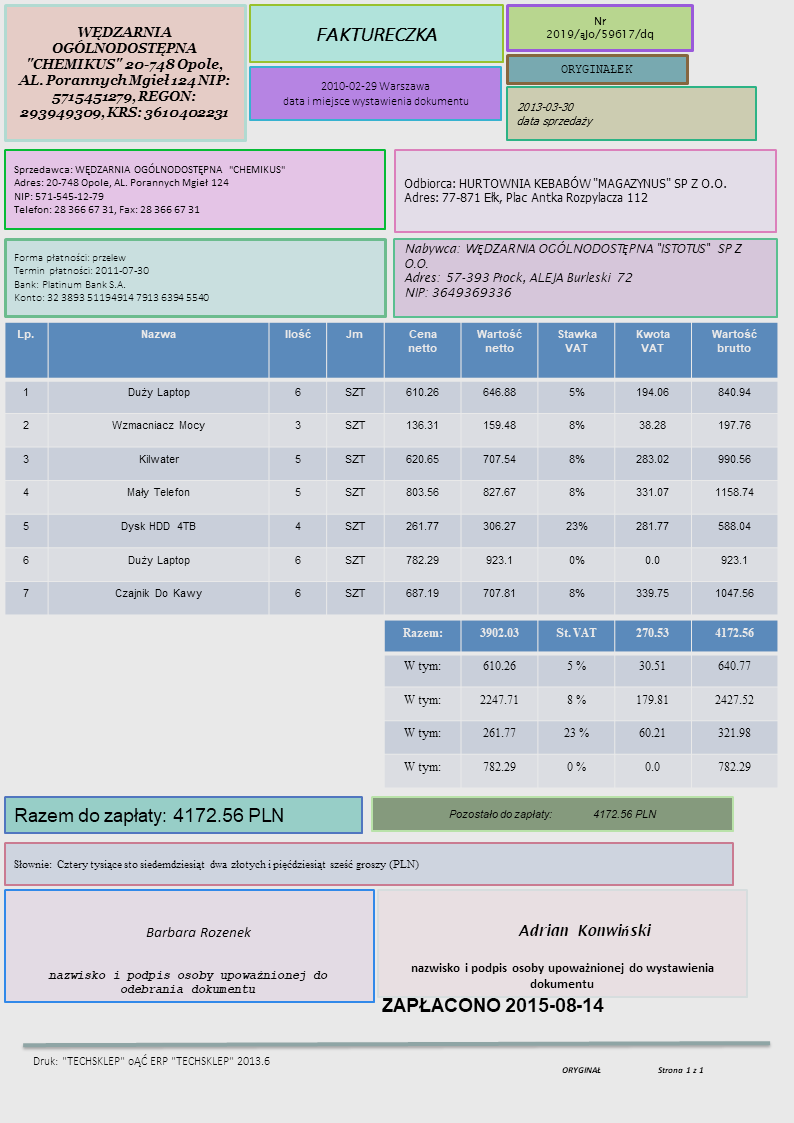 WĘDZARNIA
OGÓLNODOSTĘPNA
"CHEMIKUS" 20-748 Opole,
AL. Porannych Mgieł 124 NIP:
5715451279, REGON:
293949309, KRS: 3610402231
FAKTURECZKA
2010-02-29 Warszawa
data i miejsce wystawienia dokumentu
Nr
2019/ąJo/59617/dq
ORYGINAŁEK
2013-03-30
data sprzedaży
Sprzedawca: WĘDZARNIA OGÓLNODOSTĘPNA "CHEMIKUS"
Adres: 20-748 Opole, AL. Porannych Mgieł 124
NIP: 571-545-12-79
Telefon: 28 366 67 31, Fax: 28 366 67 31
Odbiorca: HURTOWNIA KEBABÓW "MAGAZYNUS" SP Z O.O.
Adres: 77-871 Ełk, Plac Antka Rozpylacza 112
Forma płatności: przelew
Termin płatności: 2011-07-30
Bank: Platinum Bank S.A.
Konto: 32 3893 51194914 7913 6394 5540
Nabywca: WĘDZARNIA OGÓLNODOSTĘPNA "ISTOTUS" SP Z
O.O.
Adres: 57-393 Płock, ALEJA Burleski 72
NIP: 3649369336
Lp. Nazwa Ilość Jm Cena netto Wartość netto Stawka VAT Kwota VAT Wartość brutto
1 Duży Laptop 6 SZT 610.26 646.88 5% 194.06 840.94
2 Wzmacniacz Mocy 3 SZT 136.31 159.48 8% 38.28 197.76
3 Kilwater 5 SZT 620.65 707.54 8% 283.02 990.56
4 Mały Telefon 5 SZT 803.56 827.67 8% 331.07 1158.74
5 Dysk HDD 4TB 4 SZT 261.77 306.27 23% 281.77 588.04
6 Duży Laptop 6 SZT 782.29 923.1 0% 0.0 923.1
7 Czajnik Do Kawy 6 SZT 687.19 707.81 8% 339.75 1047.56
Razem: 3902.03 St. VAT 270.53 4172.56
W tym: 610.26 5 % 30.51 640.77
W tym: 2247.71 8 % 179.81 2427.52
W tym: 261.77 23 % 60.21 321.98
W tym: 782.29 0 % 0.0 782.29
Razem do zapłaty: 4172.56 PLN
Pozostało do zapłaty: 4172.56 PLN
Słownie: Cztery tysiące sto siedemdziesiąt dwa złotych i pięćdziesiąt sześć groszy (PLN)
Barbara Rozenek
nazwisko i podpis osoby upoważnionej do
odebrania dokumentu
Adrian Konwiński
nazwisko i podpis osoby upoważnionej do wystawienia
dokumentu
ZAPŁACONO 2015-08-14
Druk: "TECHSKLEP" oĄĆ ERP "TECHSKLEP" 2013.6
ORYGINAŁ Strona 1 z 1